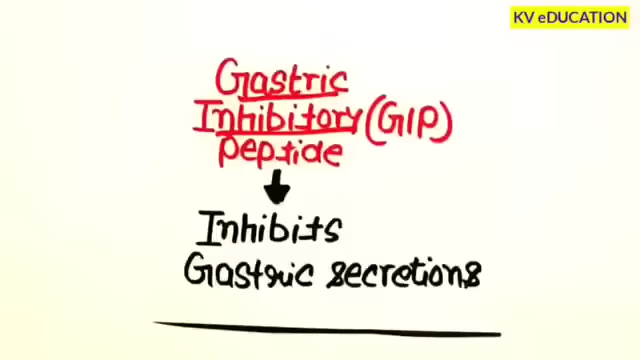 KV eDUCATION
Gastric
Inhibitory (GIP)
peptide
Inhibits
Gastric secretions